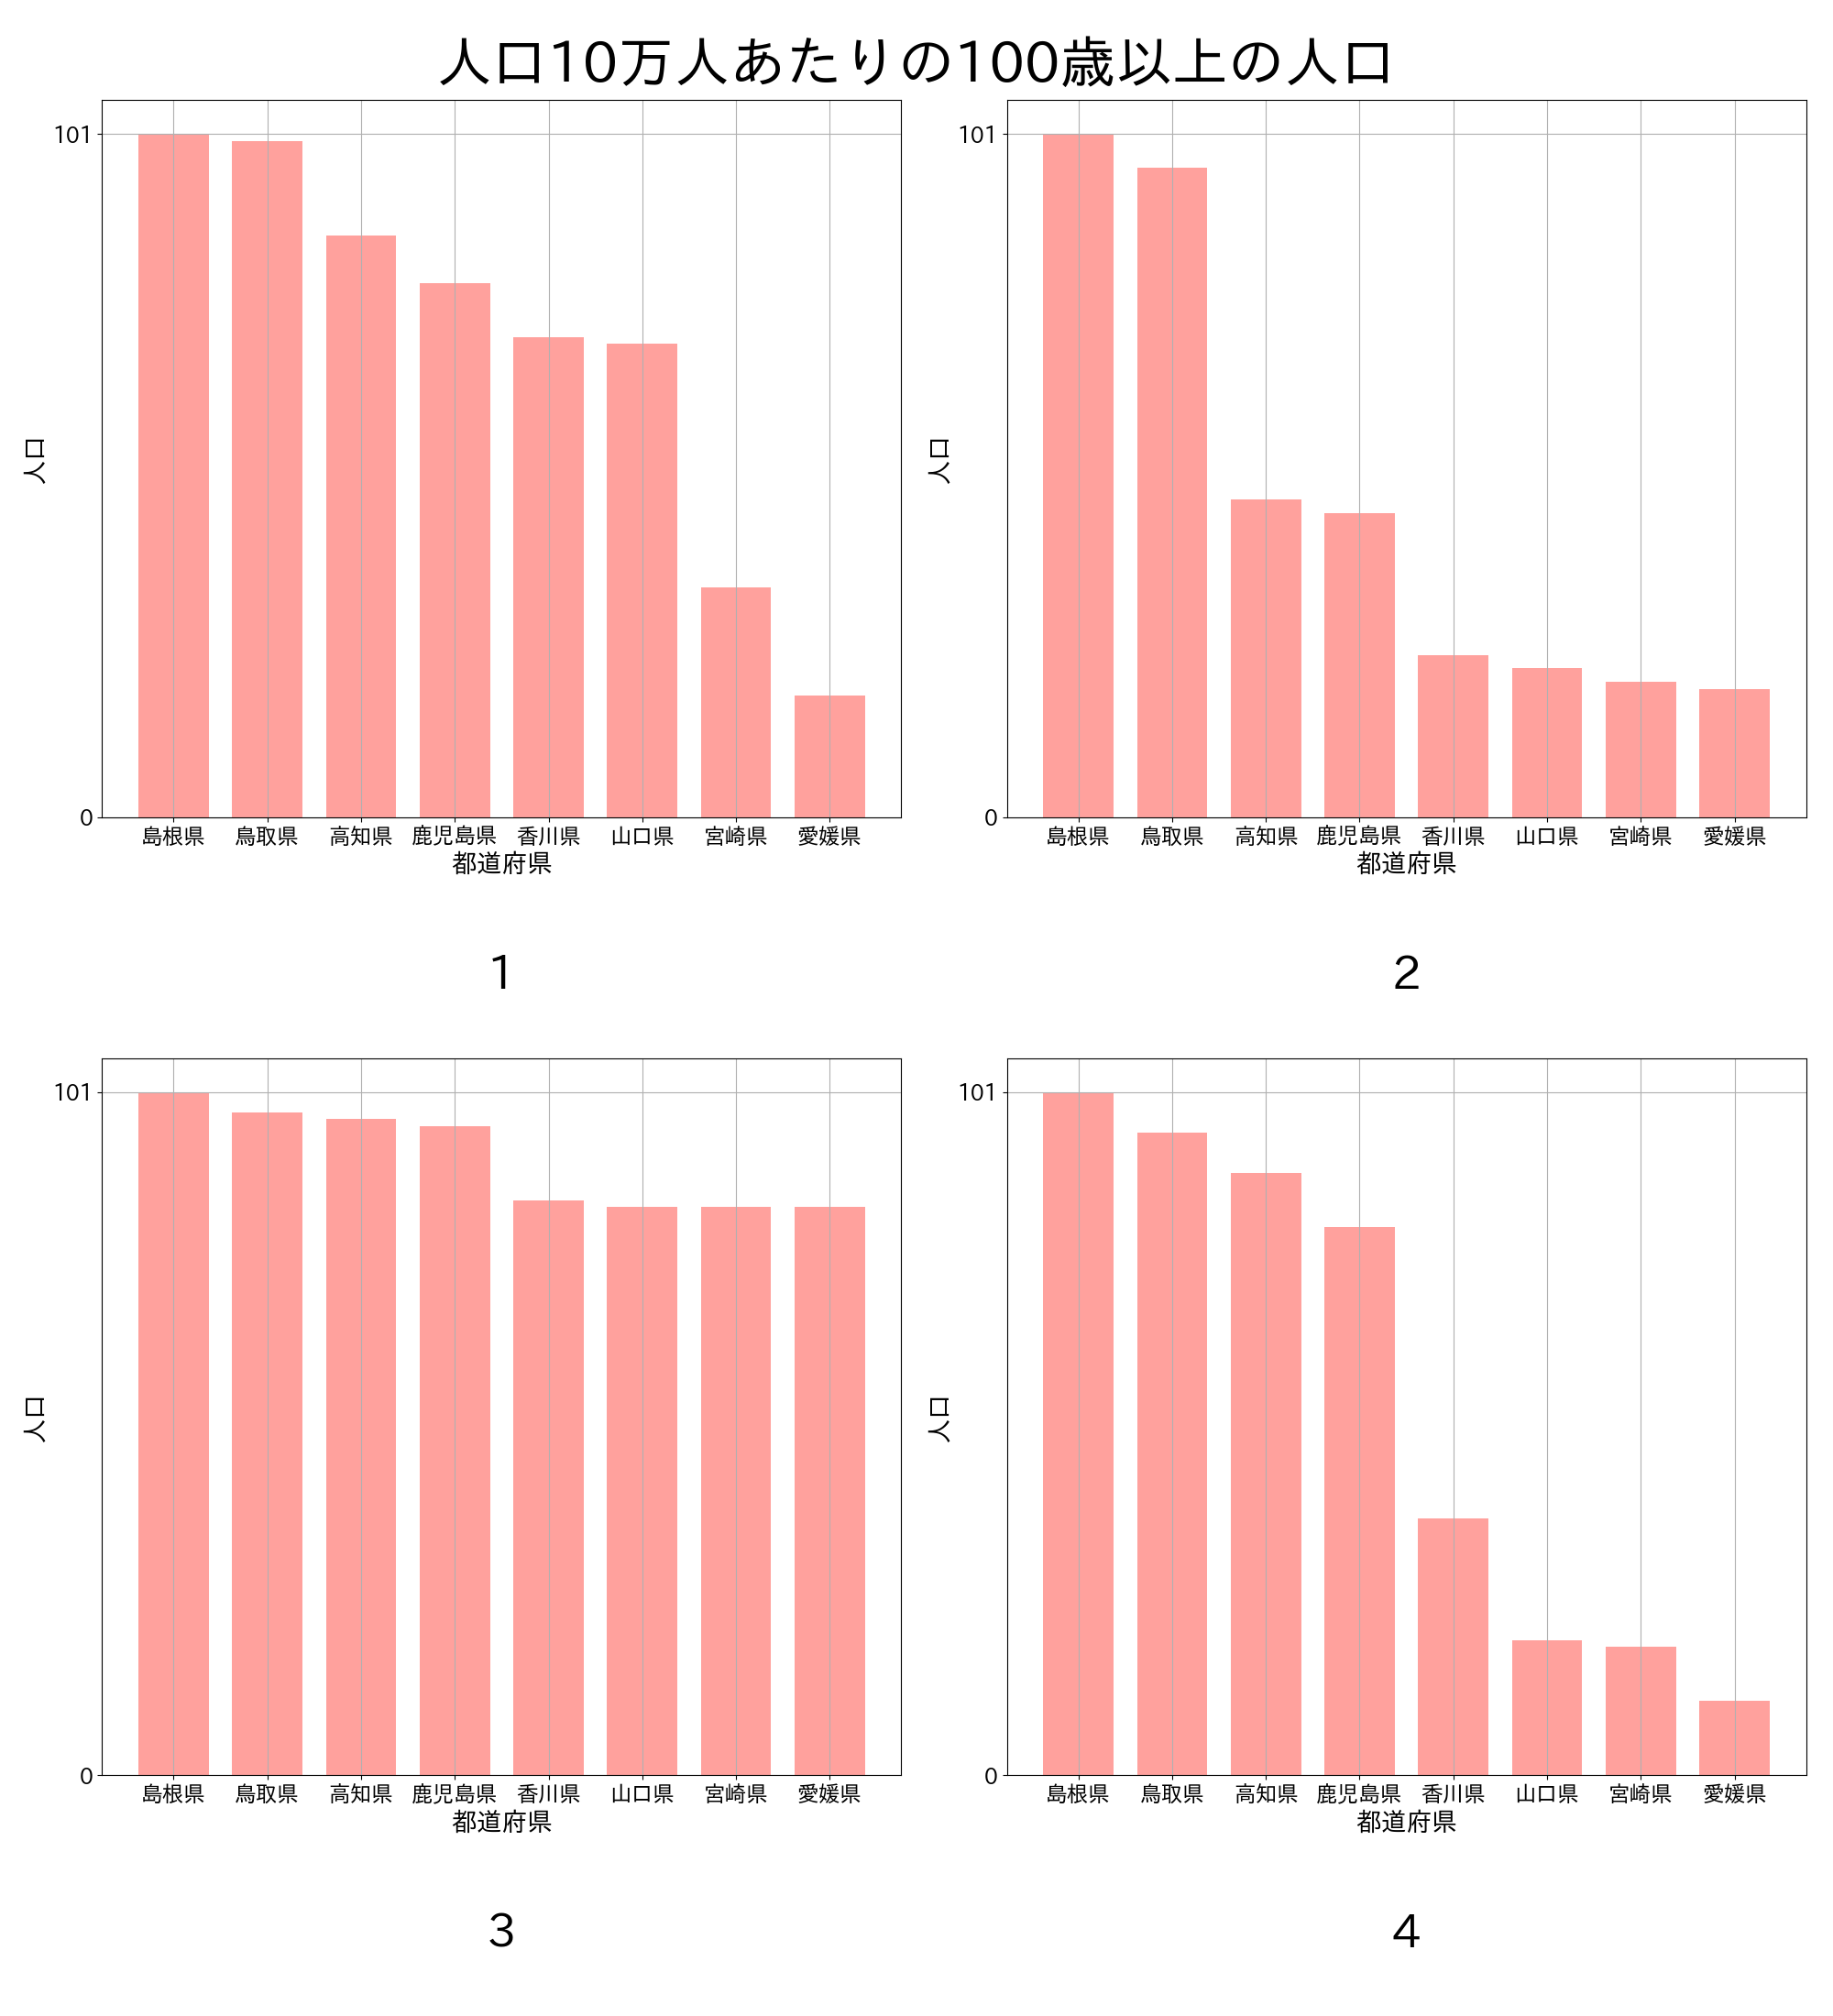 人口10万人あたりの100歳以上の人口
101
0
人口
島根県 鳥取県 高知県 鹿児島県 香川県 山口県 宮崎県 愛媛県
都道府県
1
101
0
人口
島根県 鳥取県 高知県 鹿児島県 香川県 山口県 宮崎県 愛媛県
都道府県
2
101
0
人口
島根県 鳥取県 高知県 鹿児島県 香川県 山口県 宮崎県 愛媛県
都道府県
3
101
0
人口
島根県 鳥取県 高知県 鹿児島県 香川県 山口県 宮崎県 愛媛県
都道府県
4